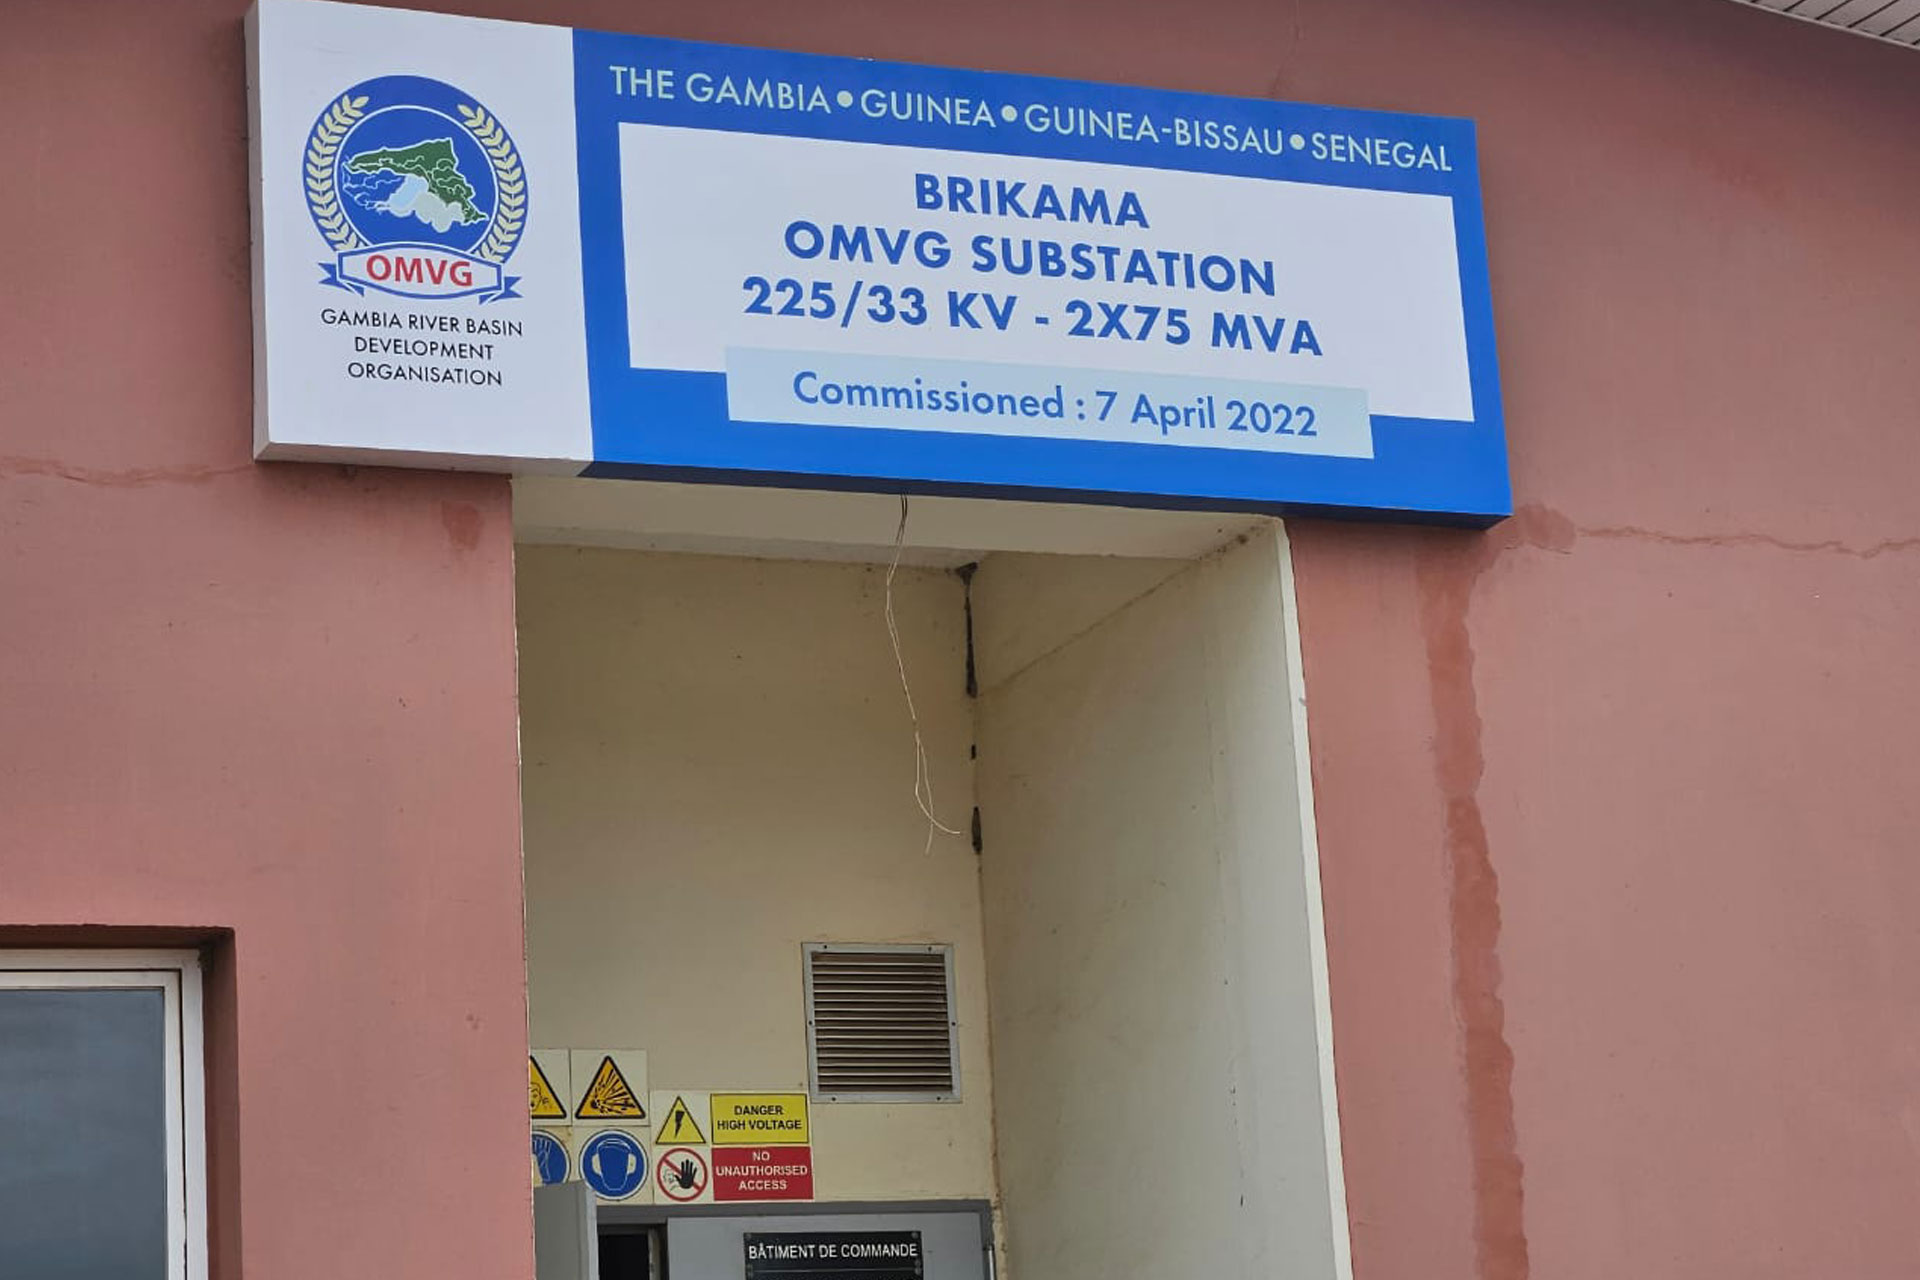 OMVG
GAMBIA RIVER BASIN
DEVELOPMENT
ORGANISATION
THE GAMBIA • GUINEA • GUINEA-BISSAU • SENEGAL
BRIKAMA
OMVG SUBSTATION
225/33 KV - 2X75 MVA
Commissioned : 7 April 2022
DANGER
HIGH VOLTAGE
NO
UNAUTHORISED
ACCESS
BÂTIMENT DE COMMANDE